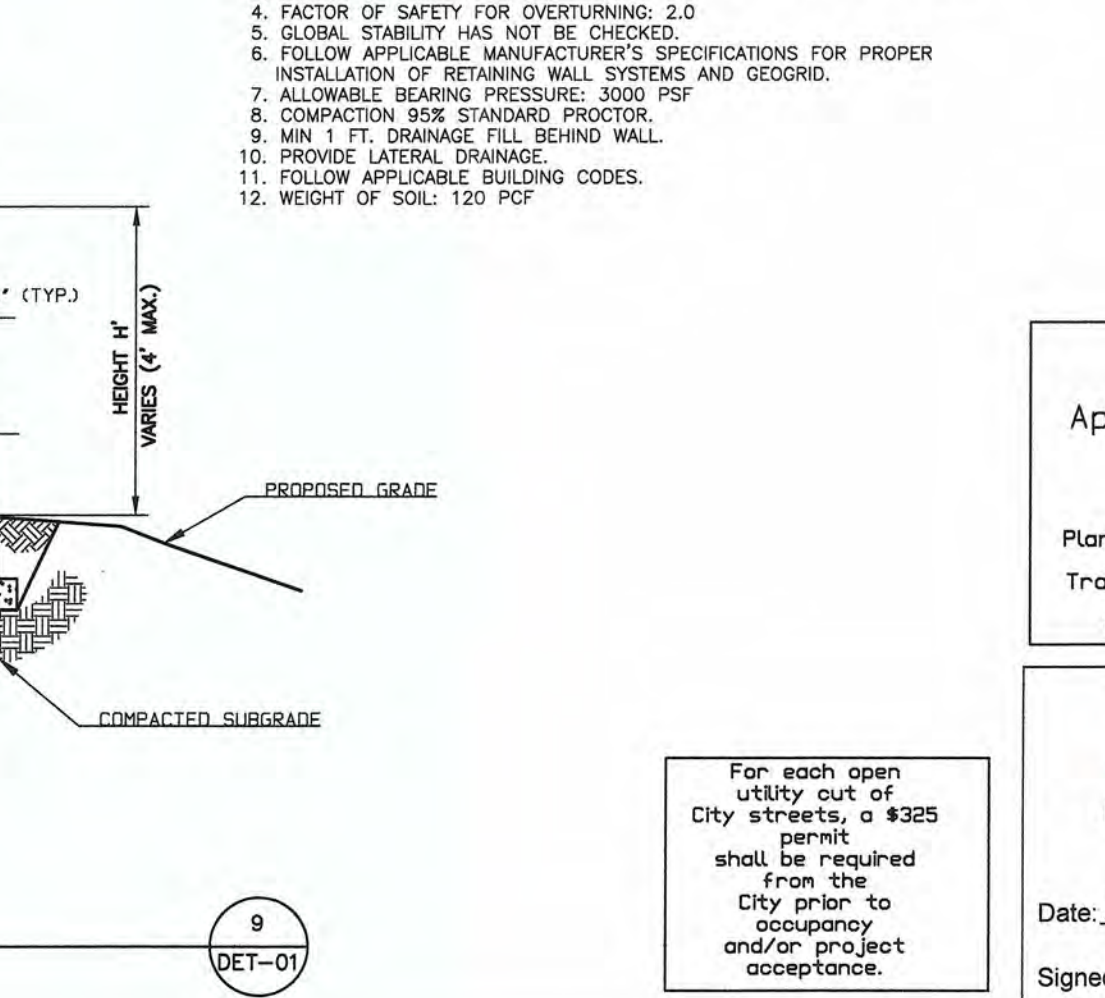 4. FACTOR OF SAFETY FOR OVERTURNING: 2.0
5. GLOBAL STABILITY HAS NOT BE CHECKED.
6. FOLLOW APPLICABLE MANUFACTURER'S SPECIFICATIONS FOR PROPER
INSTALLATION OF RETAINING WALL SYSTEMS AND GEOGRID.
7. ALLOWABLE BEARING PRESSURE: 3000 PSF
8. COMPACTION 95% STANDARD PROCTOR.
9. MIN 1 FT. DRAINAGE FILL BEHIND WALL.
10. PROVIDE LATERAL DRAINAGE.
11. FOLLOW APPLICABLE BUILDING CODES.
12. WEIGHT OF SOIL: 120 PCF
' (TYP.)
HEIGHT H'
VARIES (4' MAX.)
PROPOSED GRADE
COMPACTED SUBGRADE
9
DET-01
For each open
utility cut of
City streets, a $325
permit
shall be required
from the
City prior to
occupancy
and/or project
acceptance.
Date: